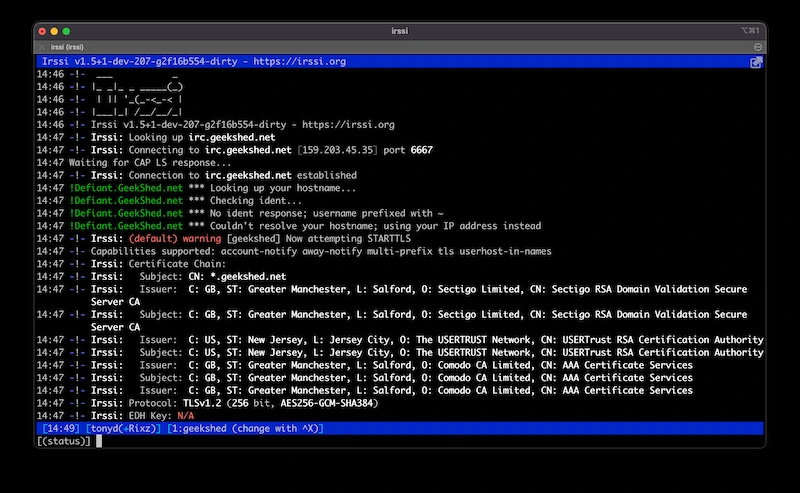 irssi
⌥⌘1
irssi (irssi)
Irssi v1.5+1-dev-207-g2f16b554-dirty - https://irssi.org
14:46 -!-  ___           _
14:46 -!- |_ _|_ _ _____(_)
14:46 -!-  | || '_(_-<_-< |
14:46 -!- |___|_| /__/__/_|
14:46 -!- Irssi v1.5+1-dev-207-g2f16b554-dirty - https://irssi.org
14:47 -!- Irssi: Looking up irc.geekshed.net
14:47 -!- Irssi: Connecting to irc.geekshed.net [159.203.45.35] port 6667
14:47 Waiting for CAP LS response...
14:47 -!- Irssi: Connection to irc.geekshed.net established
14:47 !Defiant.GeekShed.net *** Looking up your hostname...
14:47 !Defiant.GeekShed.net *** Checking ident...
14:47 !Defiant.GeekShed.net *** No ident response; username prefixed with ~
14:47 !Defiant.GeekShed.net *** Couldn't resolve your hostname; using your IP address instead
14:47 -!- Irssi: (default) warning [geekshed] Now attempting STARTTLS
14:47 -!- Capabilities supported: account-notify away-notify multi-prefix tls userhost-in-names
14:47 -!- Irssi: Certificate Chain:
14:47 -!- Irssi:   Subject: CN: *.geekshed.net
14:47 -!- Irssi:   Issuer:  C: GB, ST: Greater Manchester, L: Salford, O: Sectigo Limited, CN: Sectigo RSA Domain Validation Secure
Server CA
14:47 -!- Irssi:   Subject: C: GB, ST: Greater Manchester, L: Salford, O: Sectigo Limited, CN: Sectigo RSA Domain Validation Secure
Server CA
14:47 -!- Irssi:   Issuer:  C: US, ST: New Jersey, L: Jersey City, O: The USERTRUST Network, CN: USERTrust RSA Certification Authority
14:47 -!- Irssi:   Subject: C: US, ST: New Jersey, L: Jersey City, O: The USERTRUST Network, CN: USERTrust RSA Certification Authority
14:47 -!- Irssi:   Issuer:  C: GB, ST: Greater Manchester, L: Salford, O: Comodo CA Limited, CN: AAA Certificate Services
14:47 -!- Irssi:   Subject: C: GB, ST: Greater Manchester, L: Salford, O: Comodo CA Limited, CN: AAA Certificate Services
14:47 -!- Irssi:   Issuer:  C: GB, ST: Greater Manchester, L: Salford, O: Comodo CA Limited, CN: AAA Certificate Services
14:47 -!- Irssi: Protocol: TLSv1.2 (256 bit, AES256-GCM-SHA384)
14:47 -!- Irssi: EDH Key: N/A
[14:49] [tonyd(+Rixz)] [1:geekshed (change with ^X)]
[(status)]